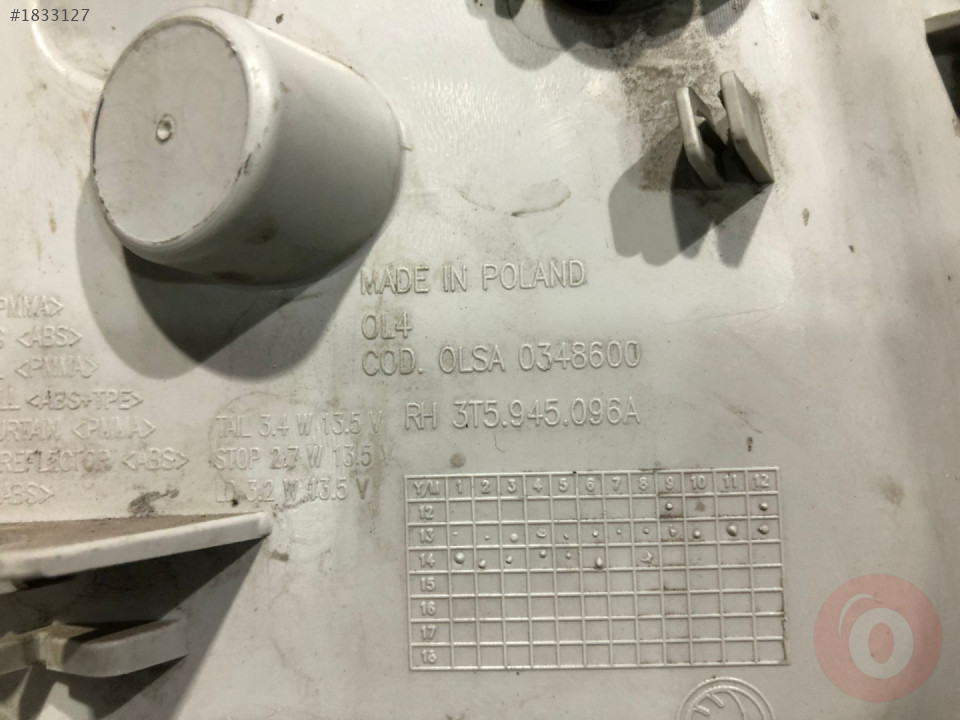 #1833127
MADE IN POLAND
OL4
COD. OLSA 0348600
RH 3T5.945.096A
PMMA>
<ABS>
<PMMA>
LL <ABS+TPE>
URTAIN <PMMA>
REFLECTOR <ABS>
ABS>
TAIL 3.4 W 13.5 V
STOP 2.7 W 13.5 V
LD 3.2 W 13.5 V
Y/M 1 2 3 4 5 6 7 8 9 10 11 12
12
13
14
15
16
17
18